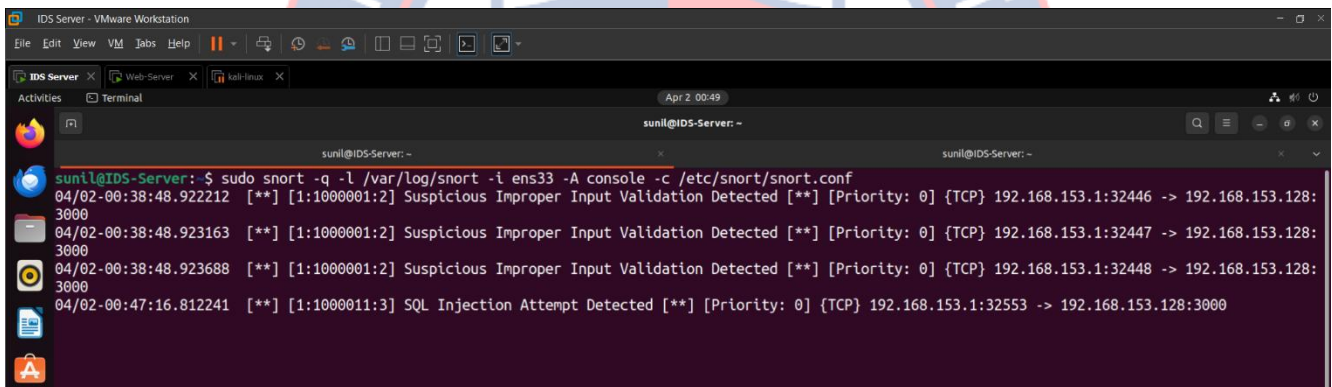 IDS Server - VMware Workstation
File Edit View VM Tabs Help
IDS Server Web-Server kali-linux
Activities Terminal Apr 2 00:49
sunil@IDS-Server: ~
sunil@IDS-Server: ~ sunil@IDS-Server: ~
sunil@IDS-Server:~$ sudo snort -q -l /var/log/snort -i ens33 -A console -c /etc/snort/snort.conf
04/02-00:38:48.922212 [**] [1:1000001:2] Suspicious Improper Input Validation Detected [**] [Priority: 0] {TCP} 192.168.153.1:32446 -> 192.168.153.128:
3000
04/02-00:38:48.923163 [**] [1:1000001:2] Suspicious Improper Input Validation Detected [**] [Priority: 0] {TCP} 192.168.153.1:32447 -> 192.168.153.128:
3000
04/02-00:38:48.923688 [**] [1:1000001:2] Suspicious Improper Input Validation Detected [**] [Priority: 0] {TCP} 192.168.153.1:32448 -> 192.168.153.128:
3000
04/02-00:47:16.812241 [**] [1:1000011:3] SQL Injection Attempt Detected [**] [Priority: 0] {TCP} 192.168.153.1:32553 -> 192.168.153.128:3000